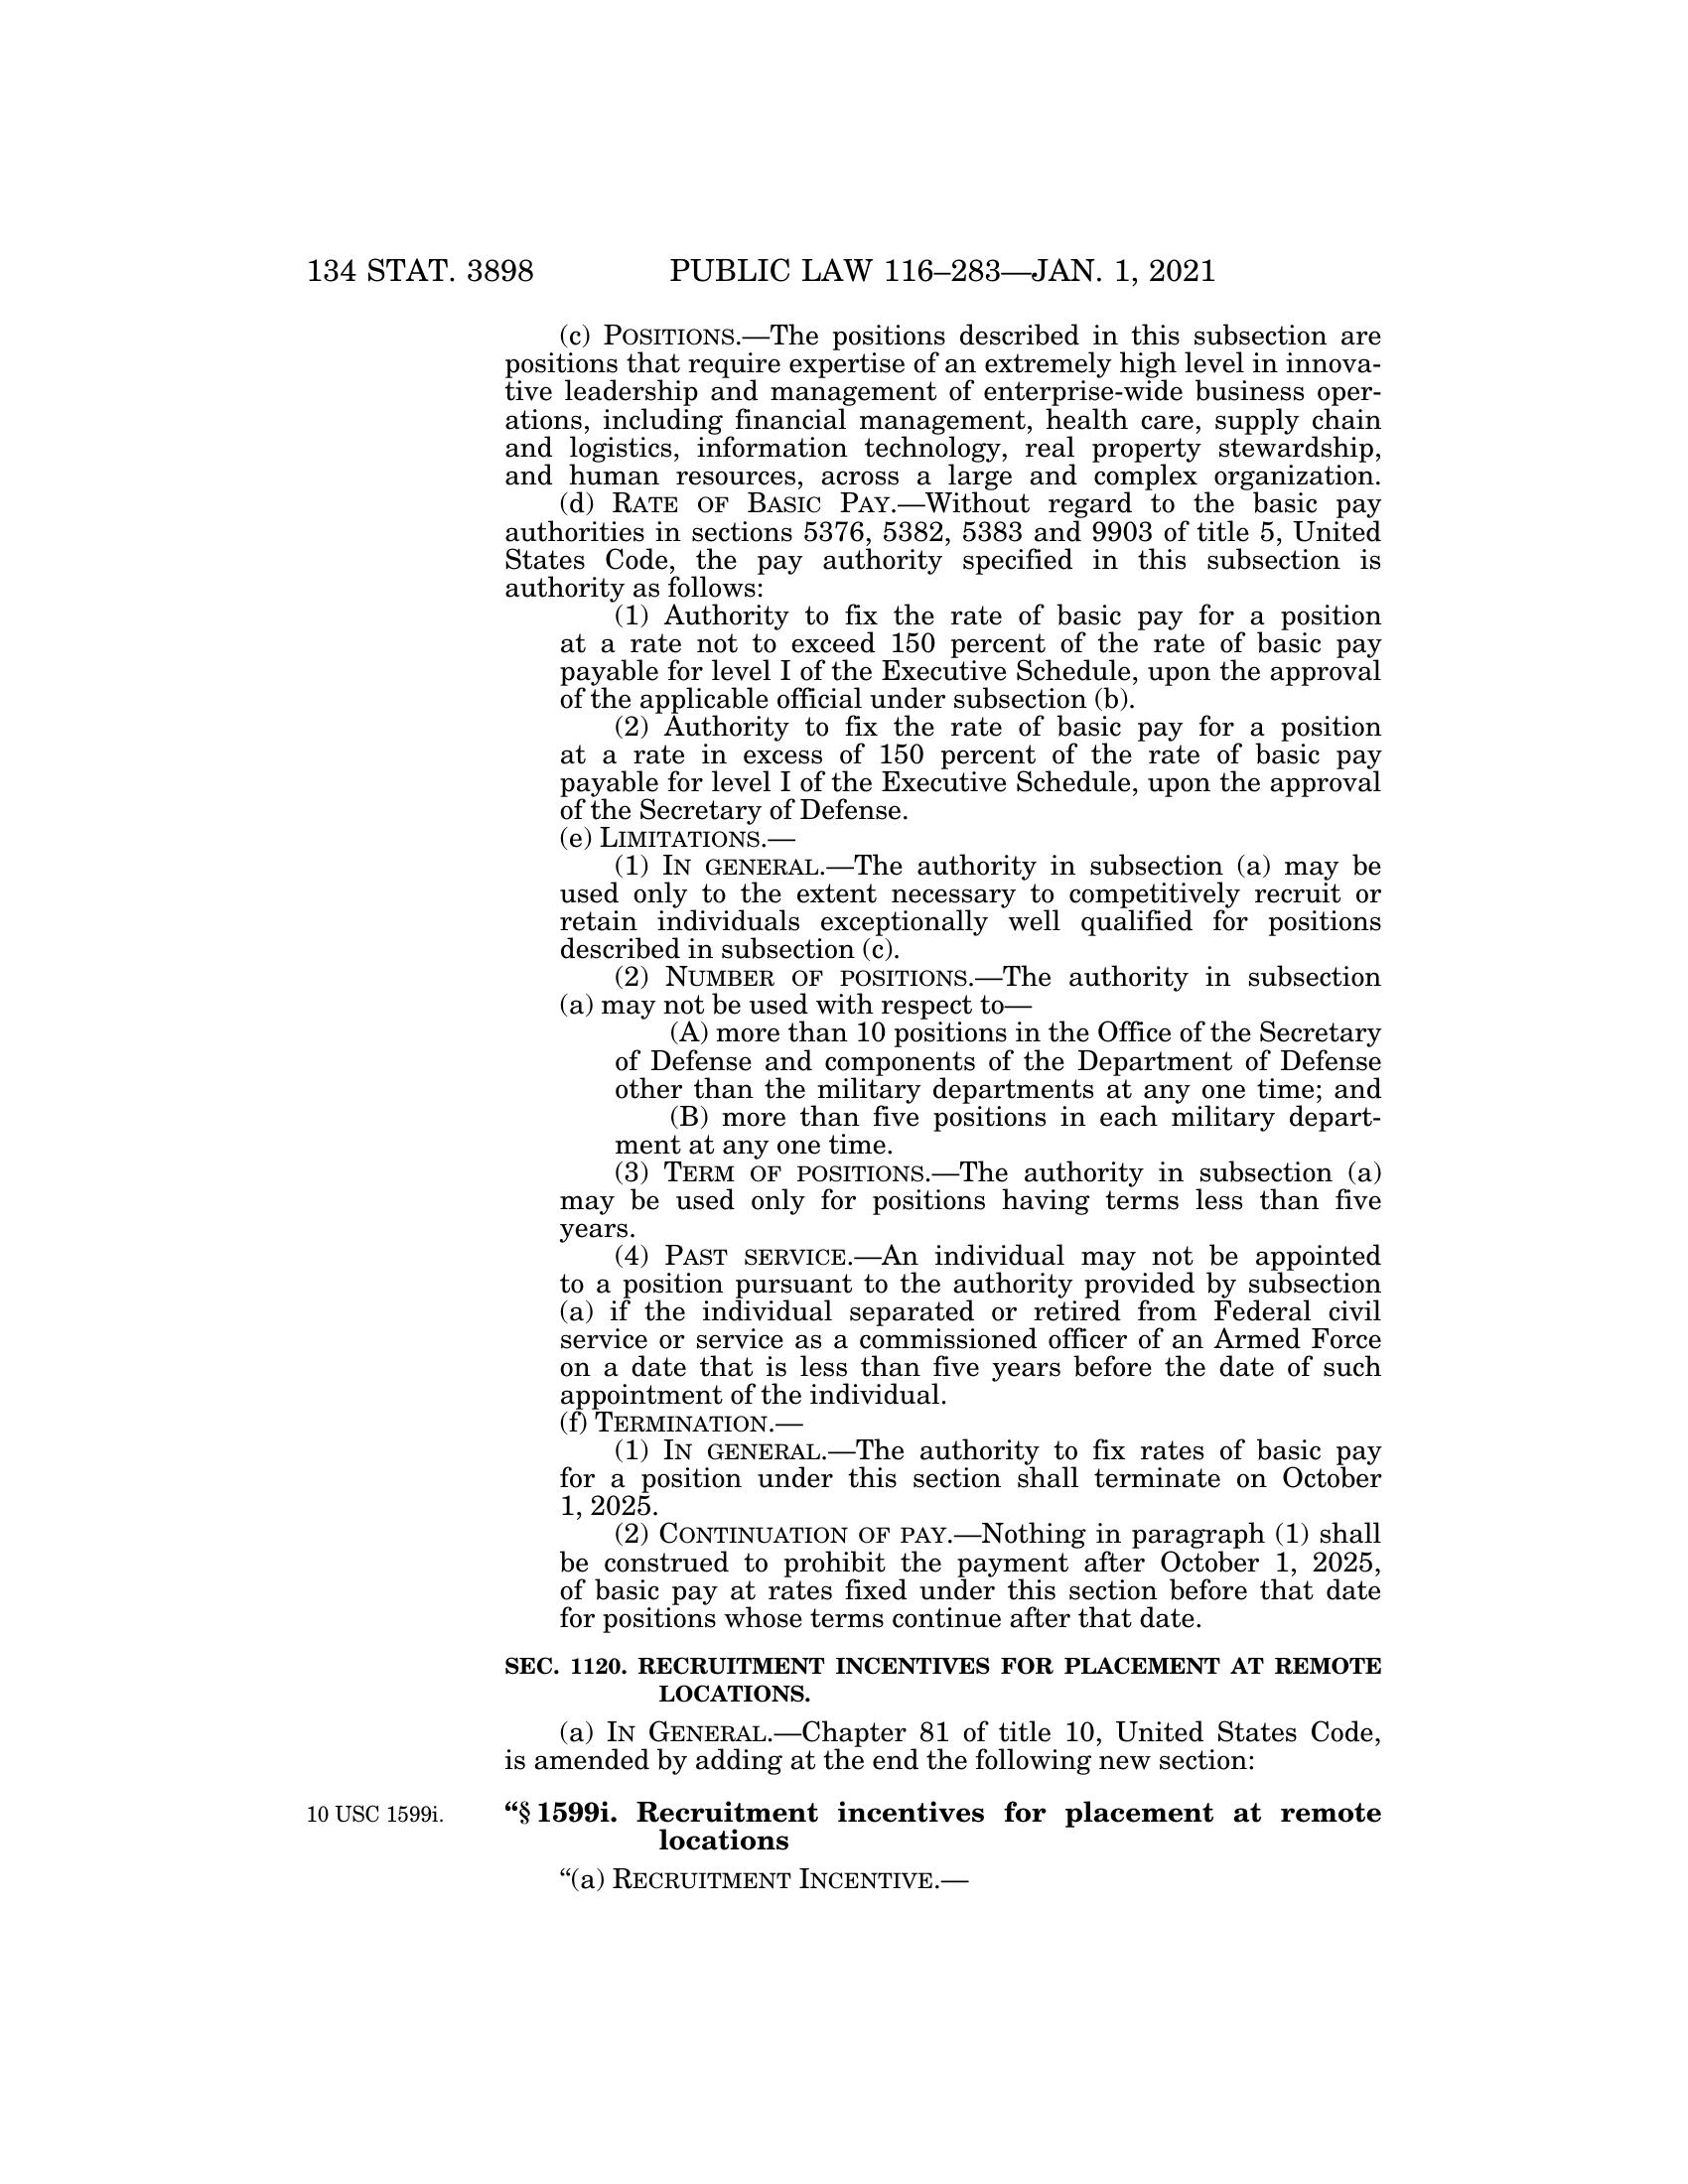 134 STAT. 3898 PUBLIC LAW 116–283—JAN. 1, 2021
(c) POSITIONS.—The positions described in this subsection are
positions that require expertise of an extremely high level in innova-
tive leadership and management of enterprise-wide business oper-
ations, including financial management, health care, supply chain
and logistics, information technology, real property stewardship,
and human resources, across a large and complex organization.
(d) RATE OF BASIC PAY.—Without regard to the basic pay
authorities in sections 5376, 5382, 5383 and 9903 of title 5, United
States Code, the pay authority specified in this subsection is
authority as follows:
(1) Authority to fix the rate of basic pay for a position
at a rate not to exceed 150 percent of the rate of basic pay
payable for level I of the Executive Schedule, upon the approval
of the applicable official under subsection (b).
(2) Authority to fix the rate of basic pay for a position
at a rate in excess of 150 percent of the rate of basic pay
payable for level I of the Executive Schedule, upon the approval
of the Secretary of Defense.
(e) LIMITATIONS.—
(1) IN GENERAL.—The authority in subsection (a) may be
used only to the extent necessary to competitively recruit or
retain individuals exceptionally well qualified for positions
described in subsection (c).
(2) NUMBER OF POSITIONS.—The authority in subsection
(a) may not be used with respect to—
(A) more than 10 positions in the Office of the Secretary
of Defense and components of the Department of Defense
other than the military departments at any one time; and
(B) more than five positions in each military depart-
ment at any one time.
(3) TERM OF POSITIONS.—The authority in subsection (a)
may be used only for positions having terms less than five
years.
(4) PAST SERVICE.—An individual may not be appointed
to a position pursuant to the authority provided by subsection
(a) if the individual separated or retired from Federal civil
service or service as a commissioned officer of an Armed Force
on a date that is less than five years before the date of such
appointment of the individual.
(f) TERMINATION.—
(1) IN GENERAL.—The authority to fix rates of basic pay
for a position under this section shall terminate on October
1, 2025.
(2) CONTINUATION OF PAY.—Nothing in paragraph (1) shall
be construed to prohibit the payment after October 1, 2025,
of basic pay at rates fixed under this section before that date
for positions whose terms continue after that date.
SEC. 1120. RECRUITMENT INCENTIVES FOR PLACEMENT AT REMOTE
LOCATIONS.
(a) IN GENERAL.—Chapter 81 of title 10, United States Code,
is amended by adding at the end the following new section:
10 USC 1599i. “§ 1599i. Recruitment incentives for placement at remote
locations
“(a) RECRUITMENT INCENTIVE.—